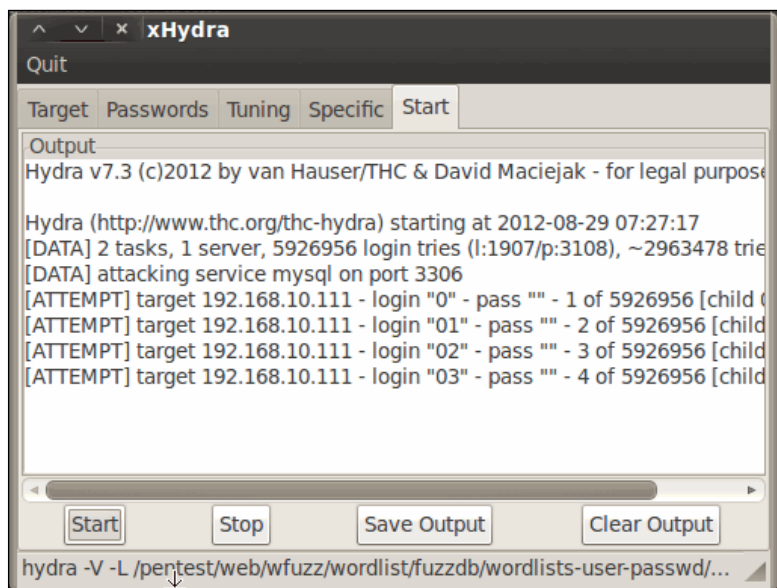 xHydra
Quit
Target Passwords Tuning Specific Start
Output
Hydra v7.3 (c)2012 by van Hauser/THC & David Maciejak - for legal purpose
Hydra (http://www.thc.org/thc-hydra) starting at 2012-08-29 07:27:17
[DATA] 2 tasks, 1 server, 5926956 login tries (l:1907/p:3108), ~2963478 trie
[DATA] attacking service mysql on port 3306
[ATTEMPT] target 192.168.10.111 - login "0" - pass "" - 1 of 5926956 [child 0
[ATTEMPT] target 192.168.10.111 - login "01" - pass "" - 2 of 5926956 [child
[ATTEMPT] target 192.168.10.111 - login "02" - pass "" - 3 of 5926956 [child
[ATTEMPT] target 192.168.10.111 - login "03" - pass "" - 4 of 5926956 [child
Start Stop Save Output Clear Output
hydra -V -L /pentest/web/wfuzz/wordlist/fuzzdb/wordlists-user-passwd/...